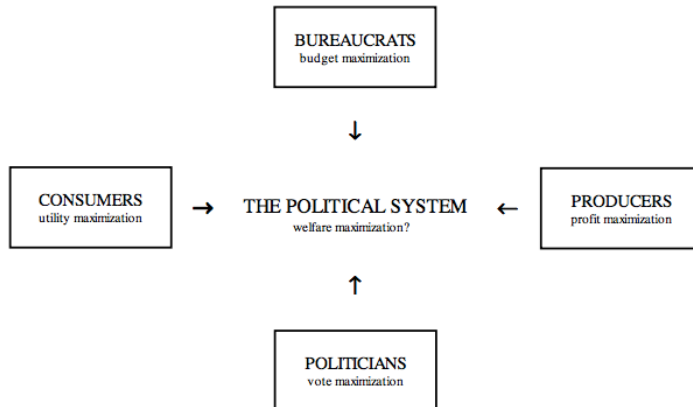 BUREAUCRATS
budget maximization
↓
CONSUMERS
utility maximization
→
THE POLITICAL SYSTEM
welfare maximization?
←
PRODUCERS
profit maximization
↑
POLITICIANS
vote maximization